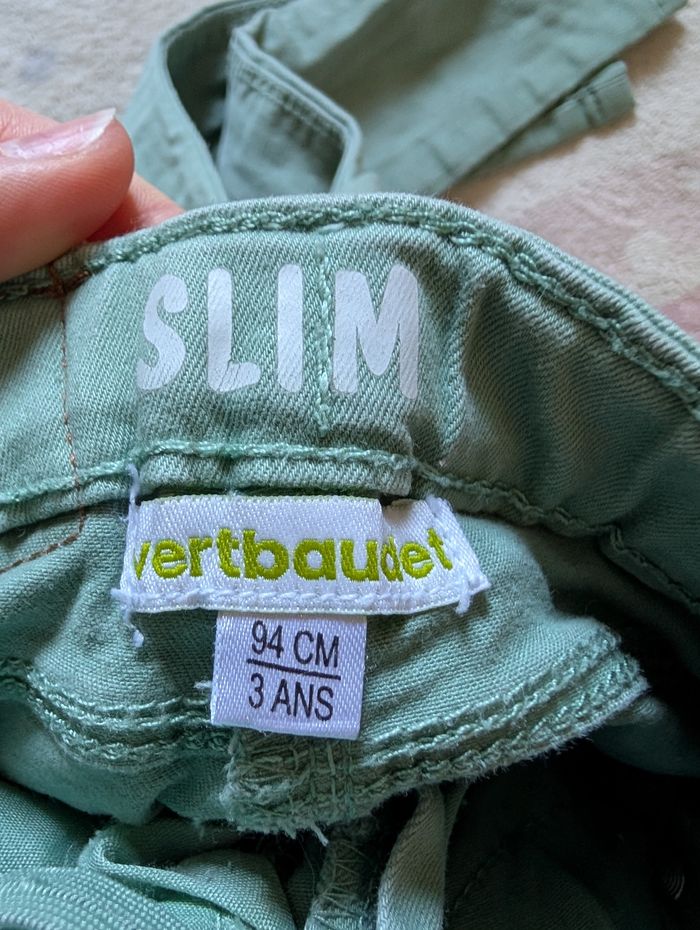 SLIM
vertbaudet
94 CM
3 ANS